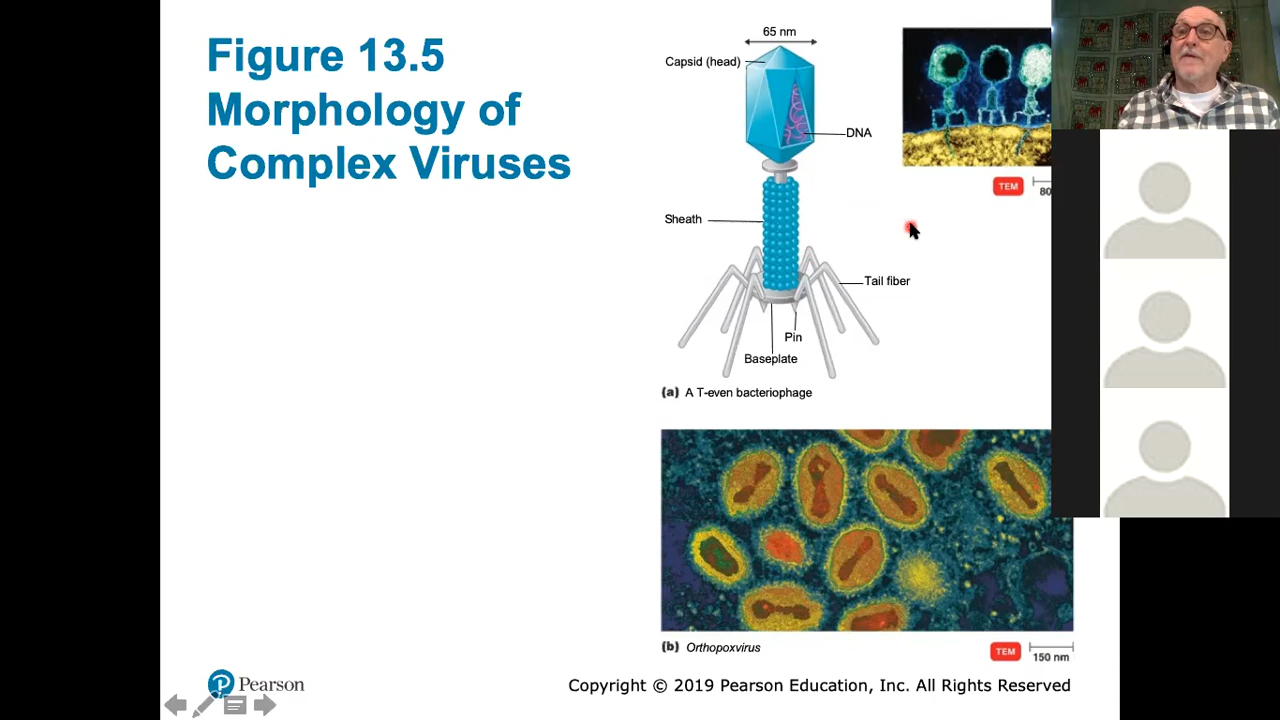 Figure 13.5
Morphology of
Complex Viruses
65 nm
Capsid (head)
DNA
Sheath
Tail fiber
Pin
Baseplate
(a) A T-even bacteriophage
TEM
80
(b) Orthopoxvirus
TEM
150 nm
P Pearson
Copyright © 2019 Pearson Education, Inc. All Rights Reserved